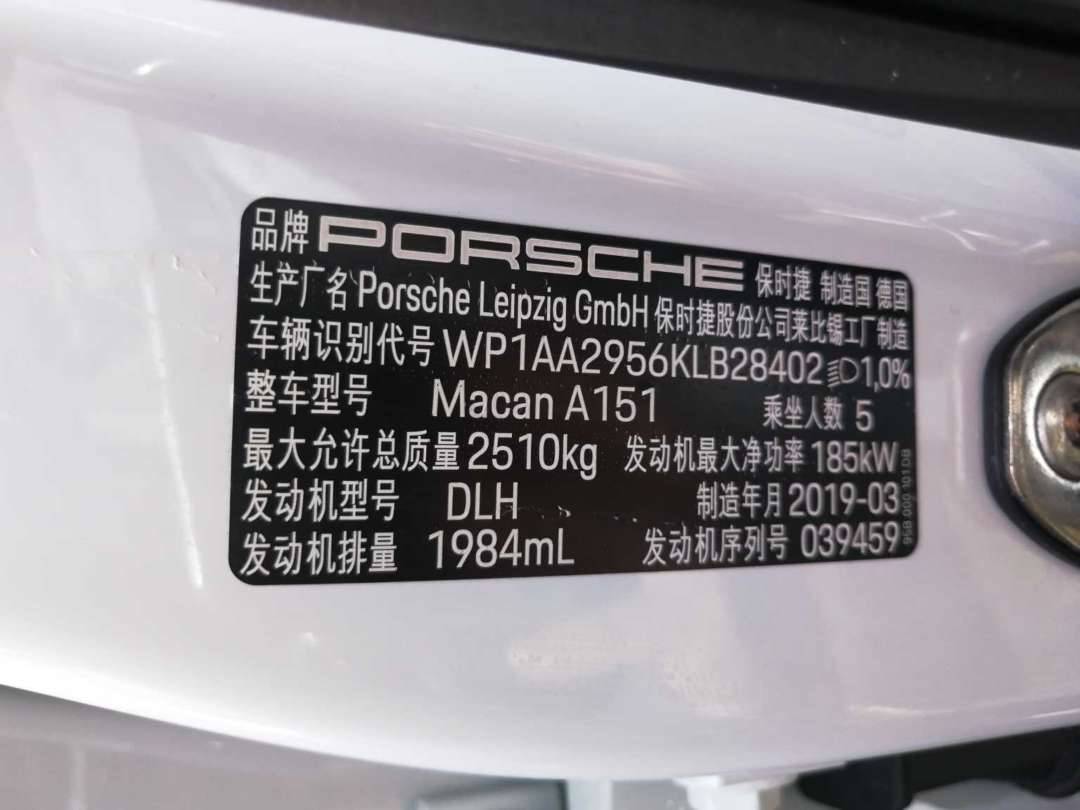 品牌 PORSCHE 保时捷 制造国 德国
生产厂名 Porsche Leipzig GmbH 保时捷股份公司莱比锡工厂制造
车辆识别代号 WP1AA2956KLB28402 1,0%
整车型号 Macan A151 乘坐人数 5
最大允许总质量 2510kg 发动机最大净功率 185kW
发动机型号 DLH 制造年月 2019-03
发动机排量 1984mL 发动机序列号 039459
95B 000 101 DB